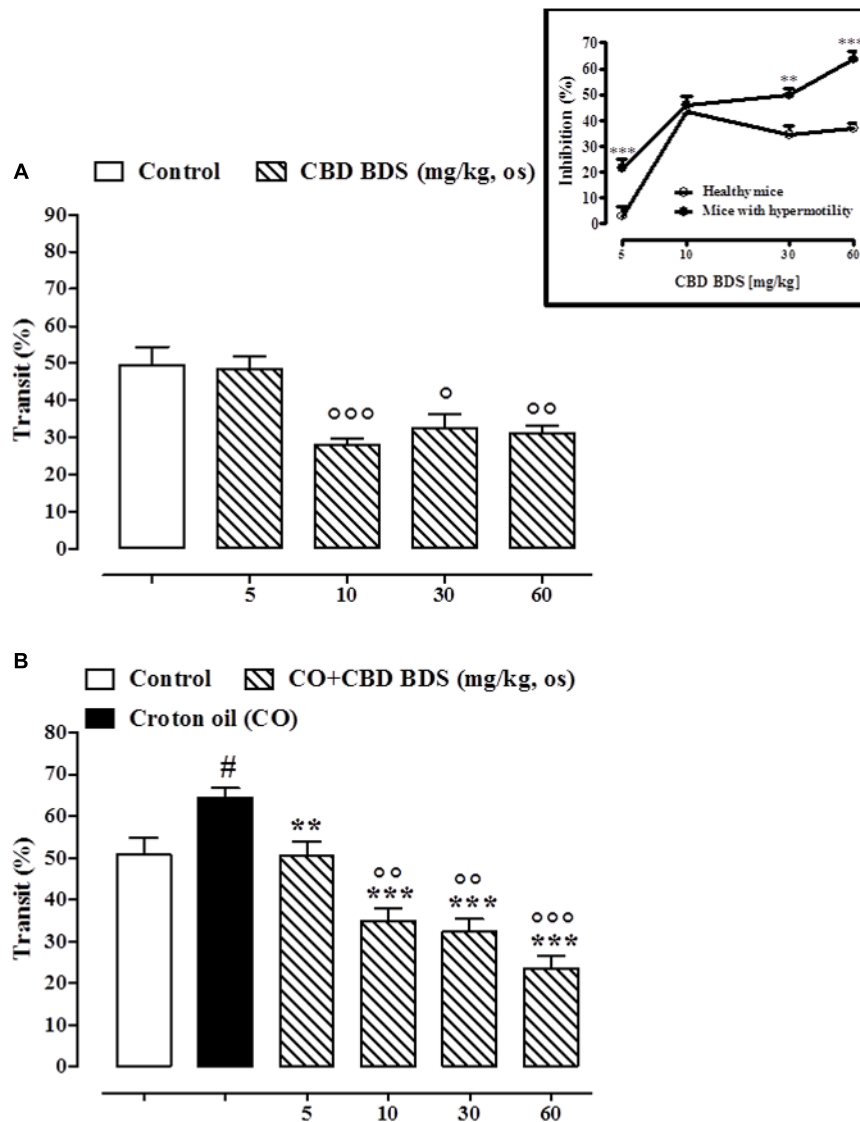 70
***
60
**
50
40
30
***
20
10
0
Inhibition (%)
Healthy mice
Mice with hypermotility
5 10 30 60
CBD BDS [mg/kg]
A
Control CBD BDS (mg/kg, os)
90
80
70
60
50
40
30
20
10
0
Transit (%)
°°° ° °°
5 10 30 60
B
Control CO+CBD BDS (mg/kg, os)
Croton oil (CO)
80
70
60
50
40
30
20
10
0
Transit (%)
#
**
°° °° °°°
*** *** ***
5 10 30 60